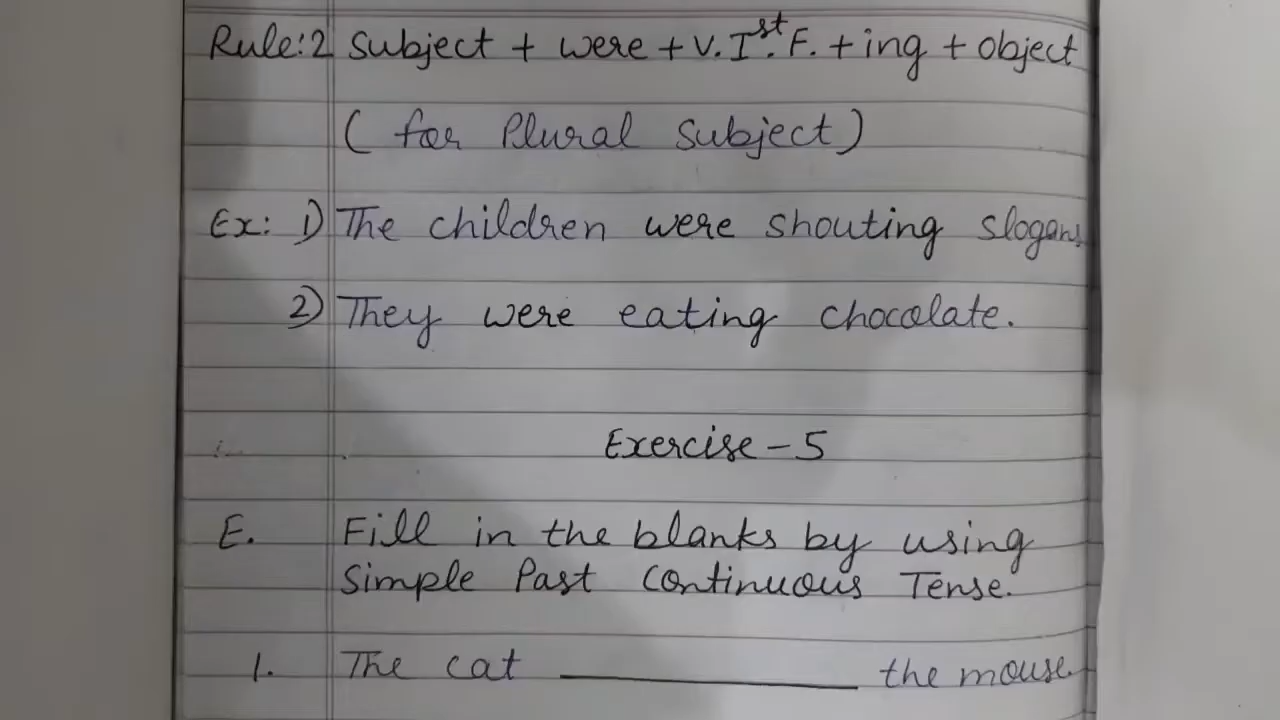 Rule:2 Subject + were + V.Ist.F. + ing + object
( for Plural Subject )
Ex: 1) The children were shouting slogans
2) They were eating chocolate.
Exercise - 5
E. Fill in the blanks by using
Simple Past Continuous Tense.
1. The cat __________ the mouse.